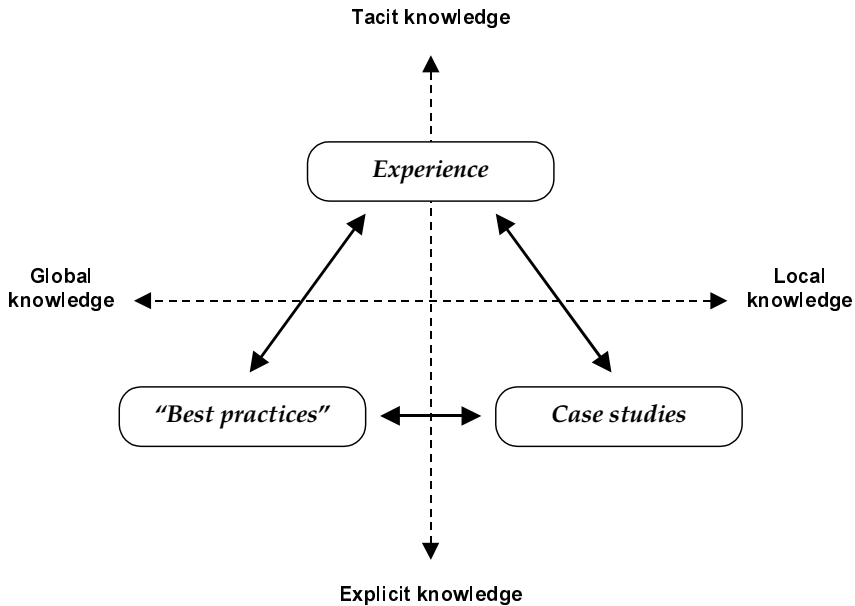 Tacit knowledge
Experience
Global
knowledge
Local
knowledge
“Best practices”
Case studies
Explicit knowledge